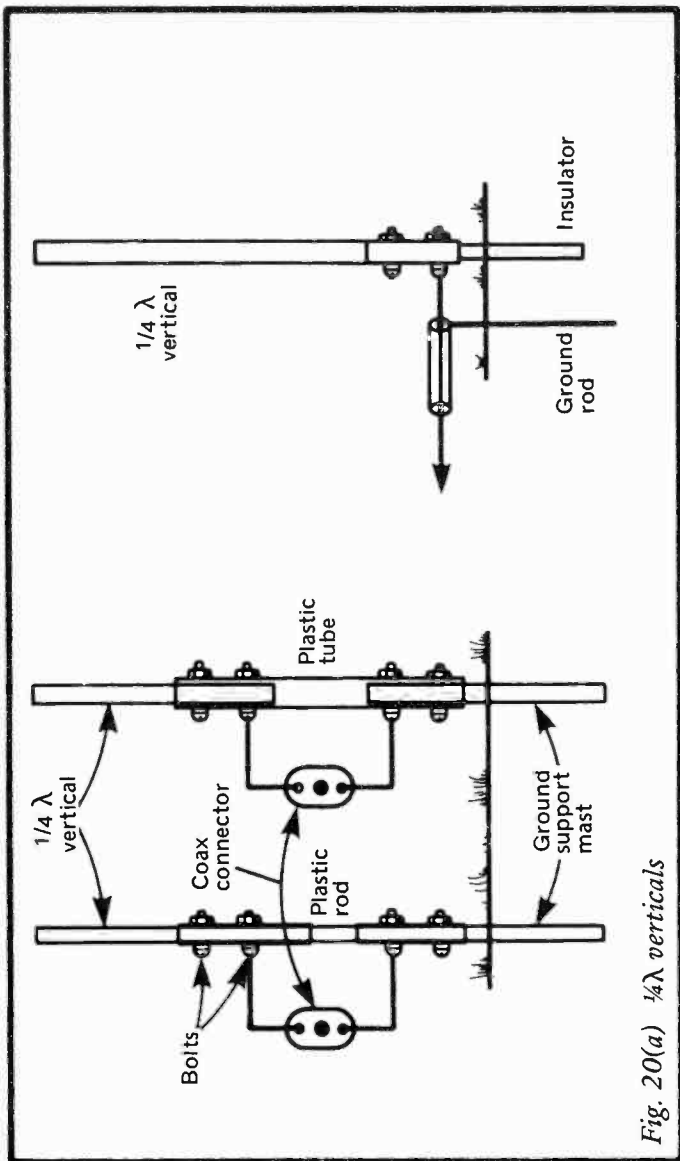 1/4 λ
vertical
Bolts
Coax
connector
Plastic
rod
Plastic
tube
Ground
support
mast
1/4 λ
vertical
Ground
rod
Insulator
Fig. 20(a) ¼λ verticals